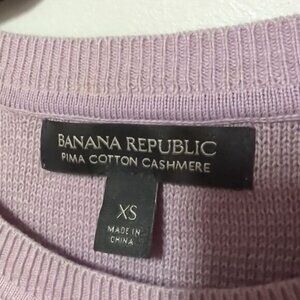 BANANA REPUBLIC
PIMA COTTON CASHMERE
XS
MADE IN
CHINA